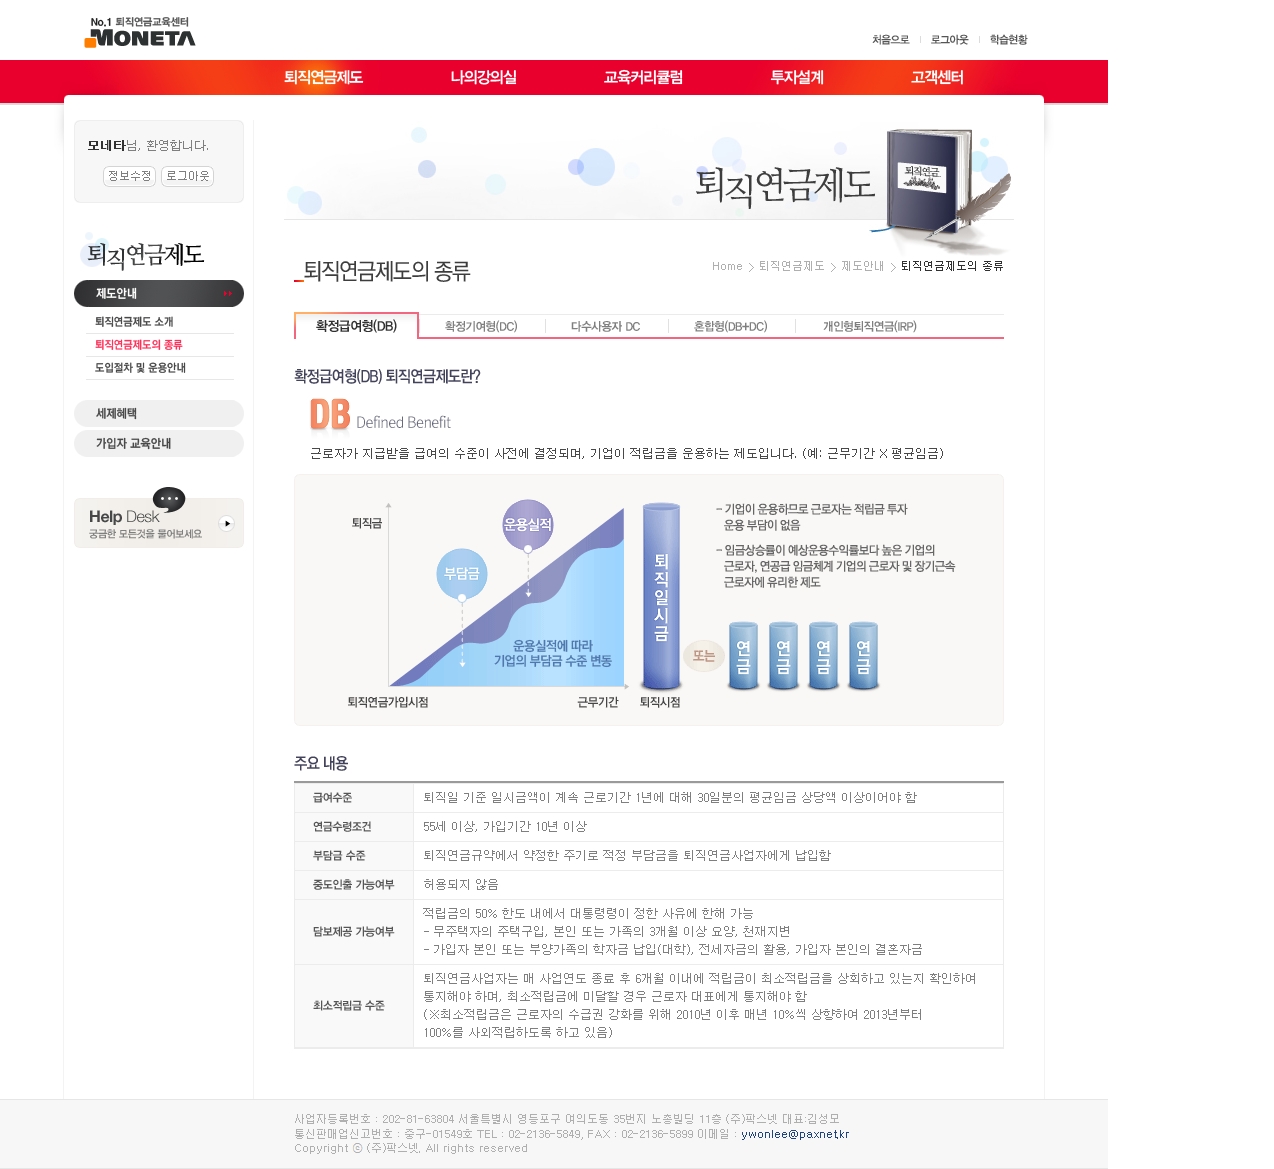 No.1 퇴직연금교육센터
MONETA
처음으로 로그아웃 학습현황
퇴직연금제도 나의강의실 교육커리큘럼 투자설계 고객센터
모네타님, 환영합니다.
정보수정 로그아웃
퇴직연금제도
제도안내
퇴직연금제도 소개
퇴직연금제도의 종류
도입절차 및 운용안내
세제혜택
가입자 교육안내
Help Desk
궁금한 모든것을 물어보세요
퇴직연금제도
퇴직연금
퇴직연금제도의 종류
Home > 퇴직연금제도 > 제도안내 > 퇴직연금제도의 종류
확정급여형(DB) 확정기여형(DC) 다수사용자 DC 혼합형(DB+DC) 개인형퇴직연금(IRP)
확정급여형(DB) 퇴직연금제도란?
DB Defined Benefit
근로자가 지급받을 급여의 수준이 사전에 결정되며, 기업이 적립금을 운용하는 제도입니다. (예: 근무기간 X 평균임금)
퇴직금
부담금
운용실적
운용실적에 따라
기업의 부담금 수준 변동
퇴직연금가입시점
근무기간
퇴직시점
퇴직일시금
또는
연금 연금 연금 연금
- 기업이 운용하므로 근로자는 적립금 투자
운용 부담이 없음
- 임금상승률이 예상운용수익률보다 높은 기업의
근로자, 연공급 임금체계 기업의 근로자 및 장기근속
근로자에 유리한 제도
주요 내용
급여수준 퇴직일 기준 일시금액이 계속 근로기간 1년에 대해 30일분의 평균임금 상당액 이상이어야 함
연금수령조건 55세 이상, 가입기간 10년 이상
부담금 수준 퇴직연금규약에서 약정한 주기로 적정 부담금을 퇴직연금사업자에게 납입함
중도인출 가능여부 허용되지 않음
담보제공 가능여부
적립금의 50% 한도 내에서 대통령령이 정한 사유에 한해 가능
- 무주택자의 주택구입, 본인 또는 가족의 3개월 이상 요양, 천재지변
- 가입자 본인 또는 부양가족의 학자금 납입(대학), 전세자금의 활용, 가입자 본인의 결혼자금
최소적립금 수준
퇴직연금사업자는 매 사업연도 종료 후 6개월 이내에 적립금이 최소적립금을 상회하고 있는지 확인하여
통지해야 하며, 최소적립금에 미달할 경우 근로자 대표에게 통지해야 함
(※최소적립금은 근로자의 수급권 강화를 위해 2010년 이후 매년 10%씩 상향하여 2013년부터
100%를 사외적립하도록 하고 있음)
사업자등록번호 : 202-81-63804 서울특별시 영등포구 여의도동 35번지 노총빌딩 11층 (주)팍스넷 대표:김성모
통신판매업신고번호 : 중구-01549호 TEL : 02-2136-5849, FAX : 02-2136-5899 이메일 : ywonlee@paxnet.kr
Copyright ⓒ (주)팍스넷, All rights reserved